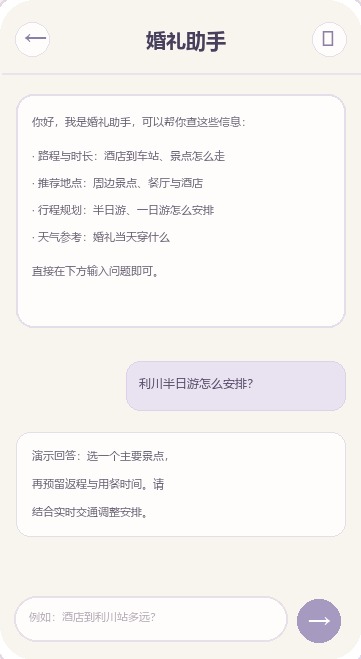 婚礼助手
你好，我是婚礼助手，可以帮你查这些信息：
· 路程与时长：酒店到车站、景点怎么走
· 推荐地点：周边景点、餐厅与酒店
· 行程规划：半日游、一日游怎么安排
· 天气参考：婚礼当天穿什么
直接在下方输入问题即可。
利川半日游怎么安排？
演示回答：选一个主要景点，
再预留返程与用餐时间。请
结合实时交通调整安排。
例如：酒店到利川站多远？